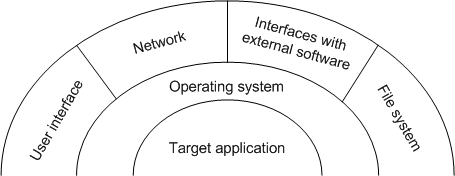 Network
Interfaces with
external software
User interface
File system
Operating system
Target application